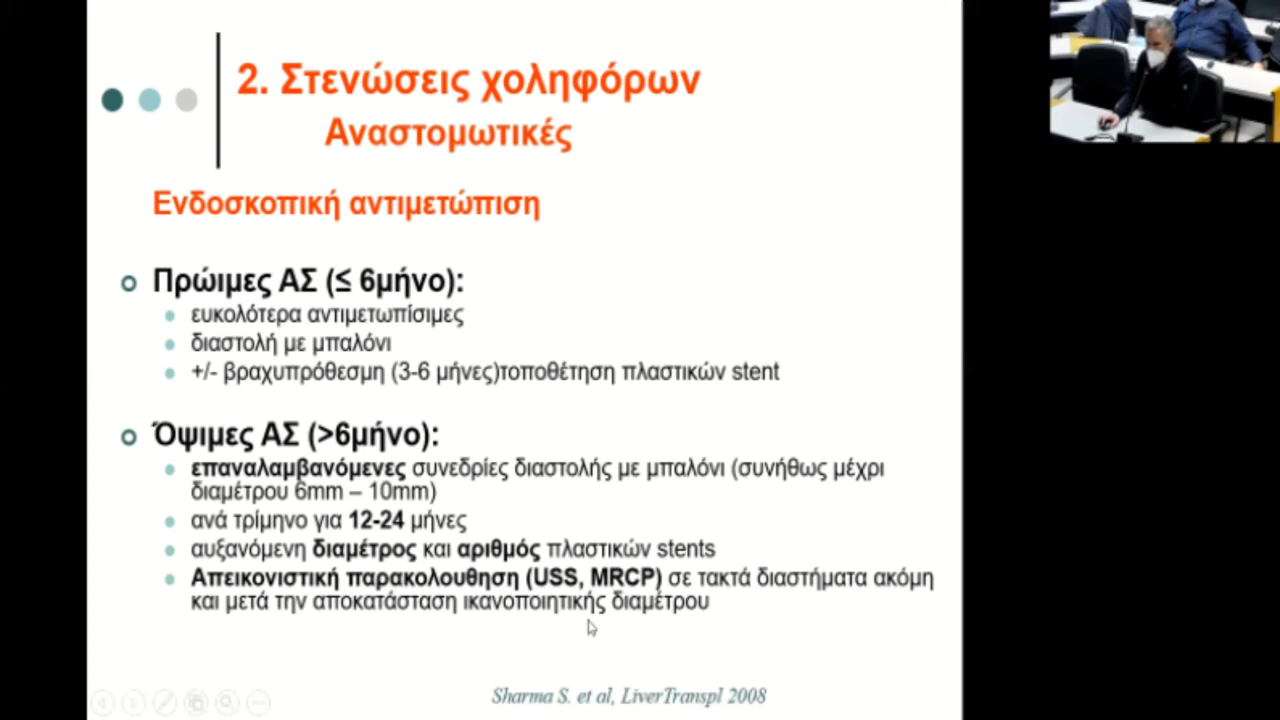 2. Στενώσεις χοληφόρων
Αναστομωτικές
Ενδοσκοπική αντιμετώπιση
Πρώιμες ΑΣ (≤ 6μήνο):
ευκολότερα αντιμετωπίσιμες
διαστολή με μπαλόνι
+/- βραχυπρόθεσμη (3-6 μήνες)τοποθέτηση πλαστικών stent
Όψιμες ΑΣ (>6μήνο):
επαναλαμβανόμενες συνεδρίες διαστολής με μπαλόνι (συνήθως μέχρι
διαμέτρου 6mm – 10mm)
ανά τρίμηνο για 12-24 μήνες
αυξανόμενη διαμέτρος και αριθμός πλαστικών stents
Απεικονιστική παρακολουθηση (USS, MRCP) σε τακτά διαστήματα ακόμη
και μετά την αποκατάσταση ικανοποιητικής διαμέτρου
Sharma S. et al, LiverTranspl 2008